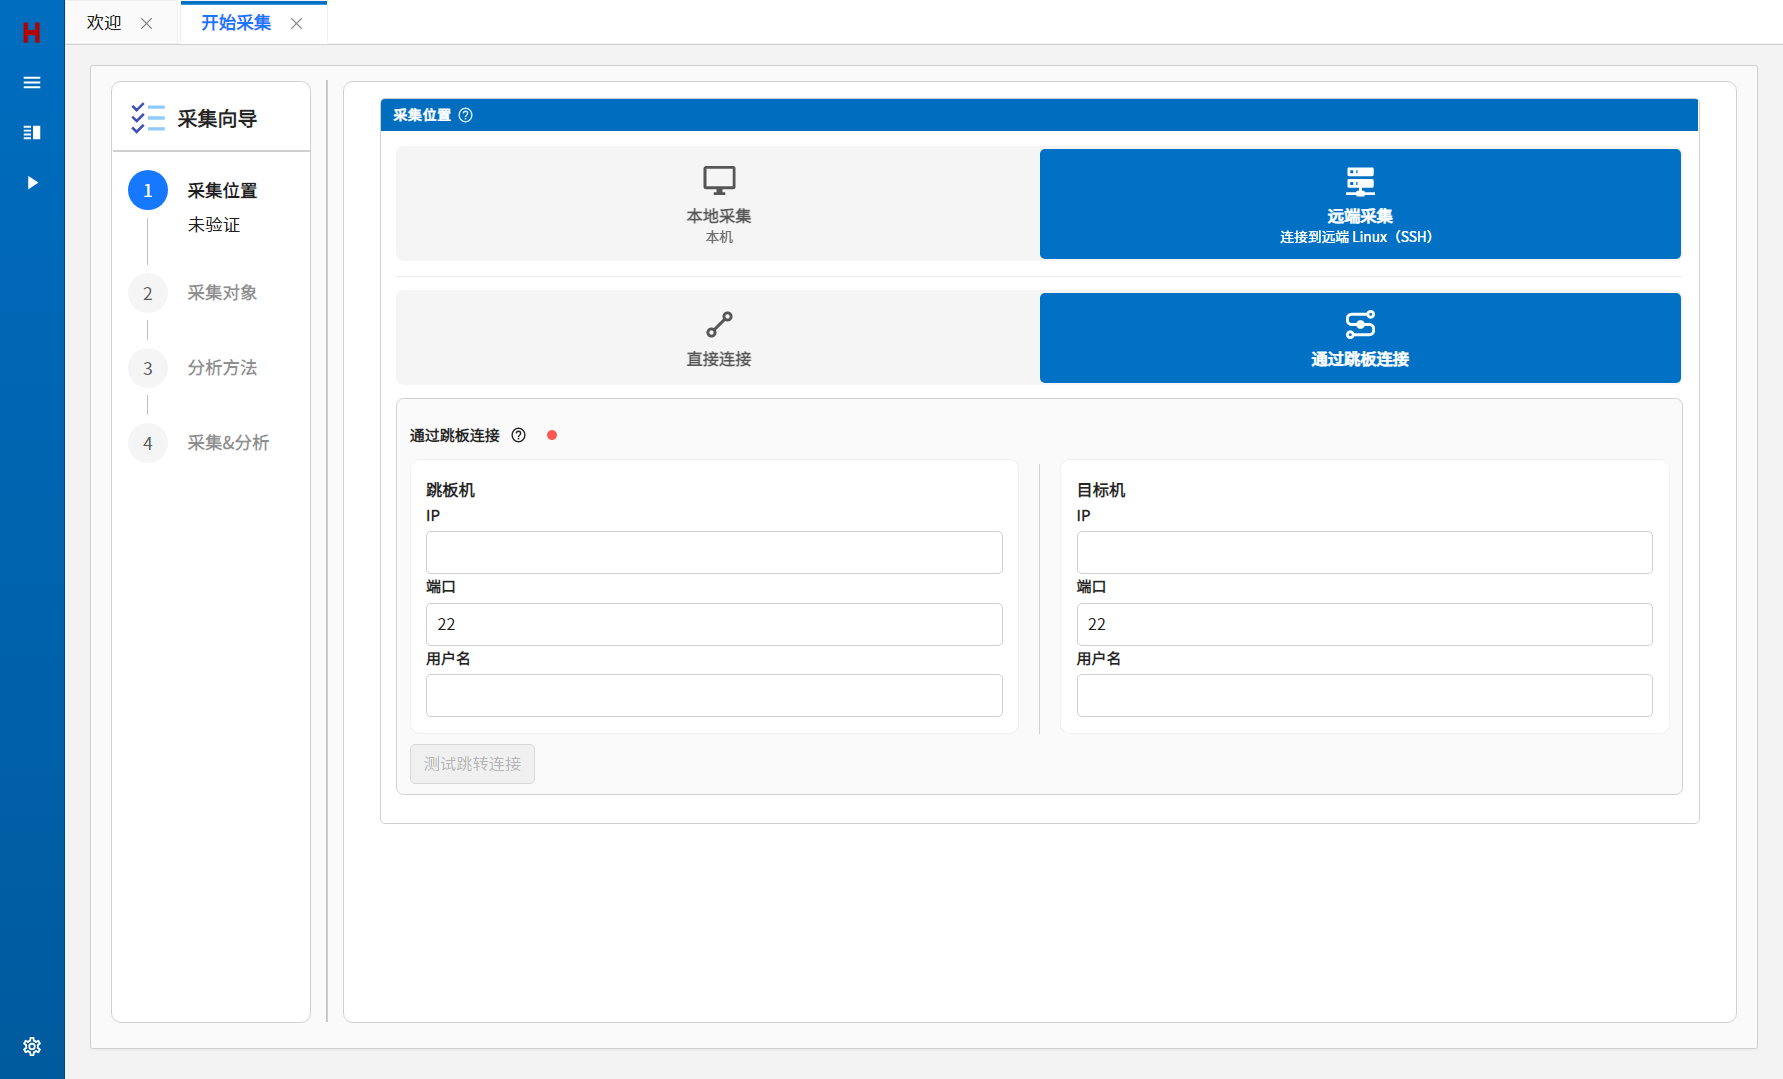 H
欢迎
开始采集
采集向导
1
采集位置
未验证
2
采集对象
3
分析方法
4
采集&分析
采集位置
本地采集
本机
远端采集
连接到远端 Linux（SSH）
直接连接
通过跳板连接
通过跳板连接
跳板机
IP
端口
22
用户名
目标机
IP
端口
22
用户名
测试跳转连接